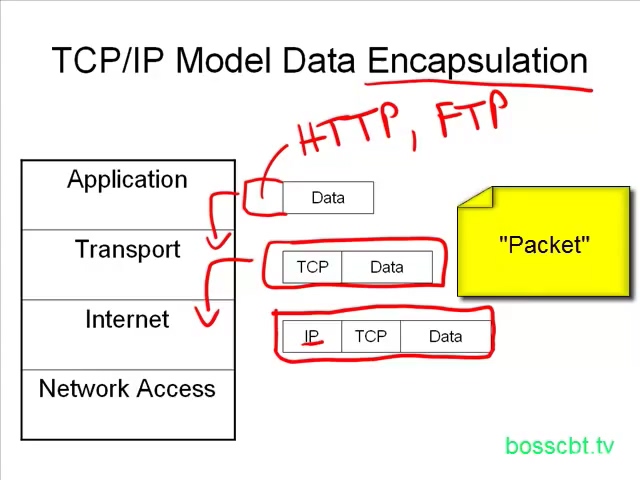 TCP/IP Model Data Encapsulation
HTTP, FTP
Application
Data
Transport
TCP Data
"Packet"
Internet
IP TCP Data
Network Access
bosscbt.tv